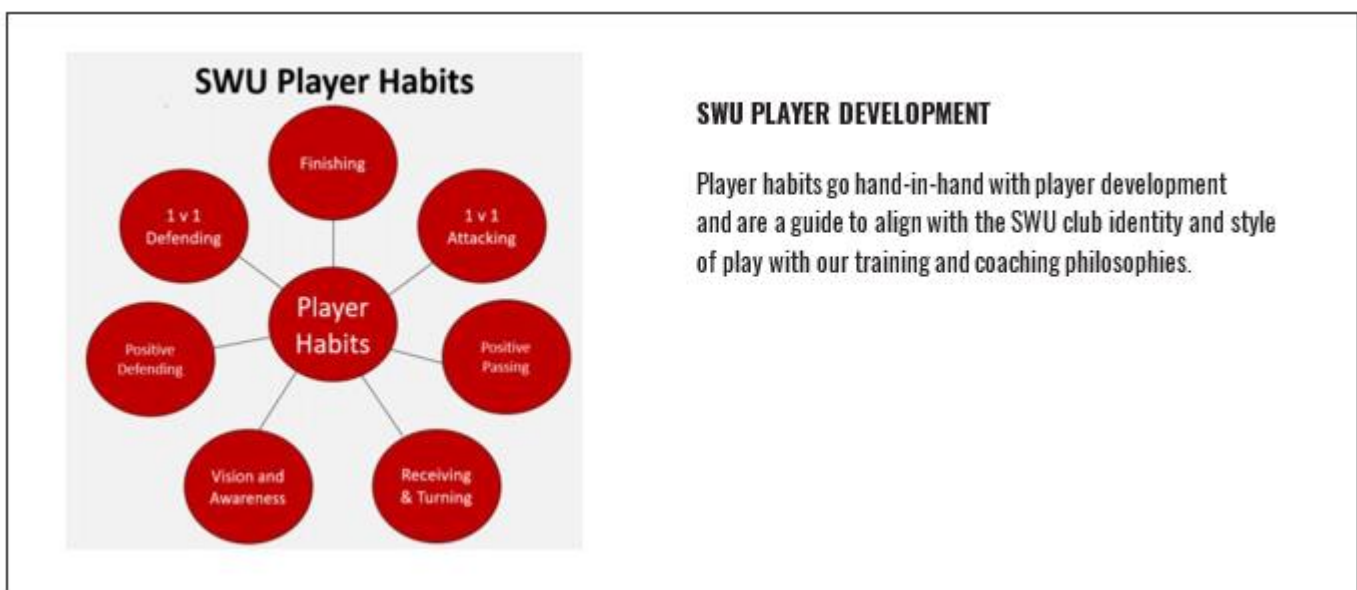 SWU Player Habits
Finishing
1 v 1
Attacking
Positive
Passing
Receiving
& Turning
Vision and
Awareness
Positive
Defending
1 v 1
Defending
Player
Habits
SWU PLAYER DEVELOPMENT
Player habits go hand-in-hand with player development
and are a guide to align with the SWU club identity and style
of play with our training and coaching philosophies.